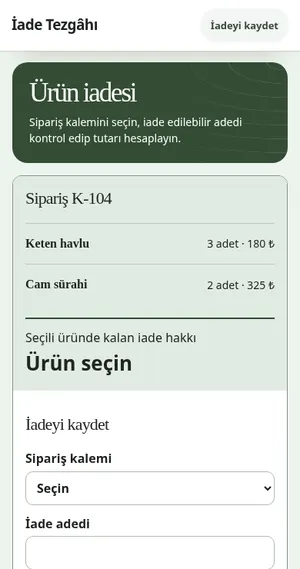 İade Tezgâhı
İadeyi kaydet
Ürün iadesi
Sipariş kalemini seçin, iade edilebilir adedi
kontrol edip tutarı hesaplayın.
Sipariş K-104
Keten havlu 3 adet · 180 ₺
Cam sürahi 2 adet · 325 ₺
Seçili üründe kalan iade hakkı
Ürün seçin
İadeyi kaydet
Sipariş kalemi
Seçin
İade adedi